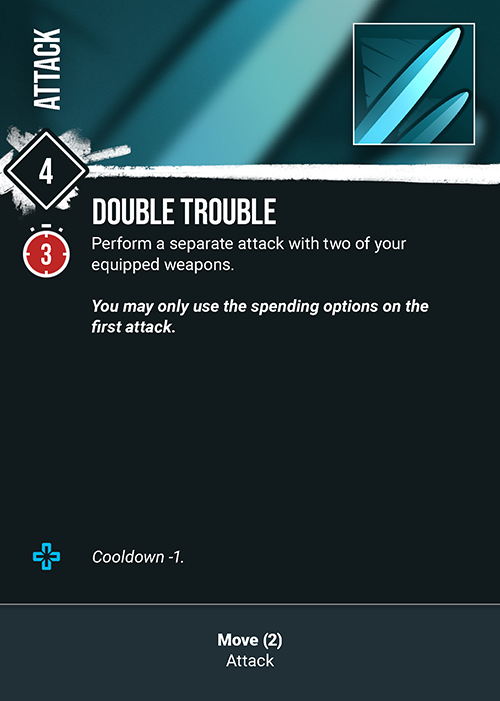 ATTACK
4
DOUBLE TROUBLE
3
Perform a separate attack with two of your
equipped weapons.
You may only use the spending options on the
first attack.
Cooldown -1.
Move (2)
Attack